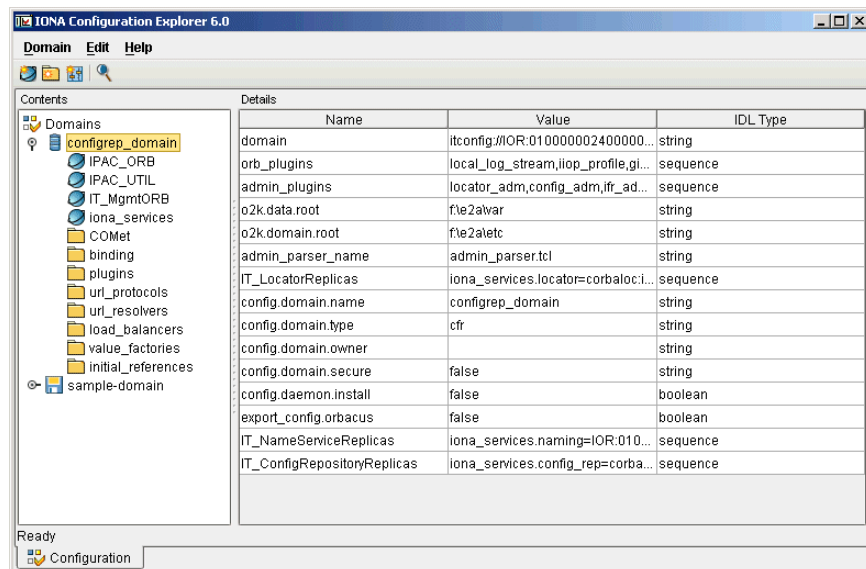 IONA Configuration Explorer 6.0
Domain Edit Help
Contents
Domains
configrep_domain
IPAC_ORB
IPAC_UTIL
IT_MgmtORB
iona_services
COMet
binding
plugins
url_protocols
url_resolvers
load_balancers
value_factories
initial_references
sample-domain
Details
Name Value IDL Type
domain itconfig://IOR:010000002400000... string
orb_plugins local_log_stream,iiop_profile,gi... sequence
admin_plugins locator_adm,config_adm,ifr_ad... sequence
o2k.data.root f:\e2a\var string
o2k.domain.root f:\e2a\etc string
admin_parser_name admin_parser.tcl string
IT_LocatorReplicas iona_services.locator=corbaloc:i... sequence
config.domain.name configrep_domain string
config.domain.type cfr string
config.domain.owner string
config.domain.secure false string
config.daemon.install false boolean
export_config.orbacus false boolean
IT_NameServiceReplicas iona_services.naming=IOR:010... sequence
IT_ConfigRepositoryReplicas iona_services.config_rep=corba... sequence
Ready
Configuration